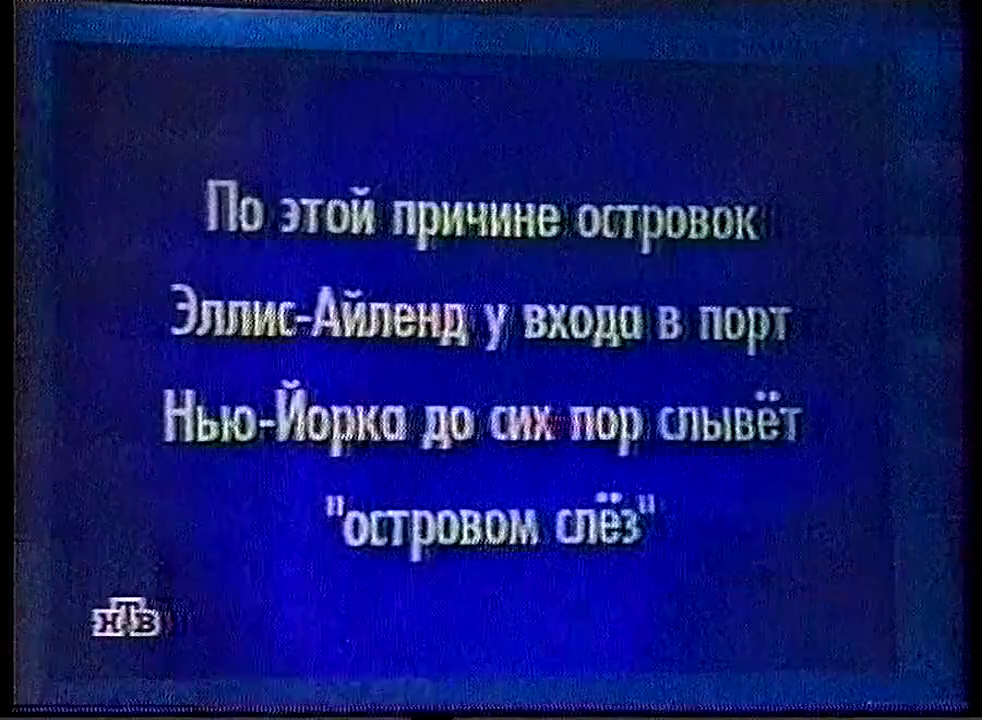 По этой причине островок
Эллис-Айленд у входа в порт
Нью-Йорка до сих пор слывёт
"островом слёз"
НТВ